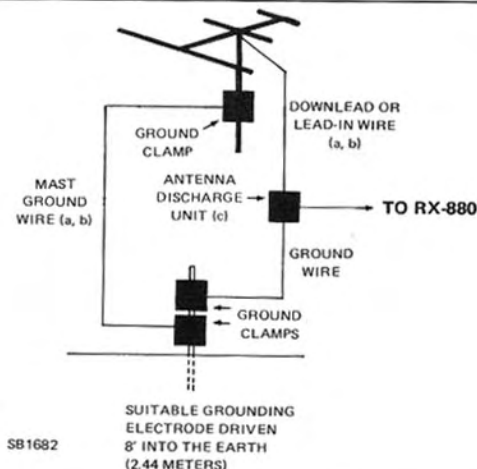 GROUND
CLAMP
DOWNLEAD OR
LEAD-IN WIRE
(a, b)
MAST
GROUND
WIRE (a, b)
ANTENNA
DISCHARGE
UNIT (c)
TO RX-880
GROUND
WIRE
GROUND
CLAMPS
SUITABLE GROUNDING
ELECTRODE DRIVEN
8' INTO THE EARTH
(2.44 METERS)
SB1682